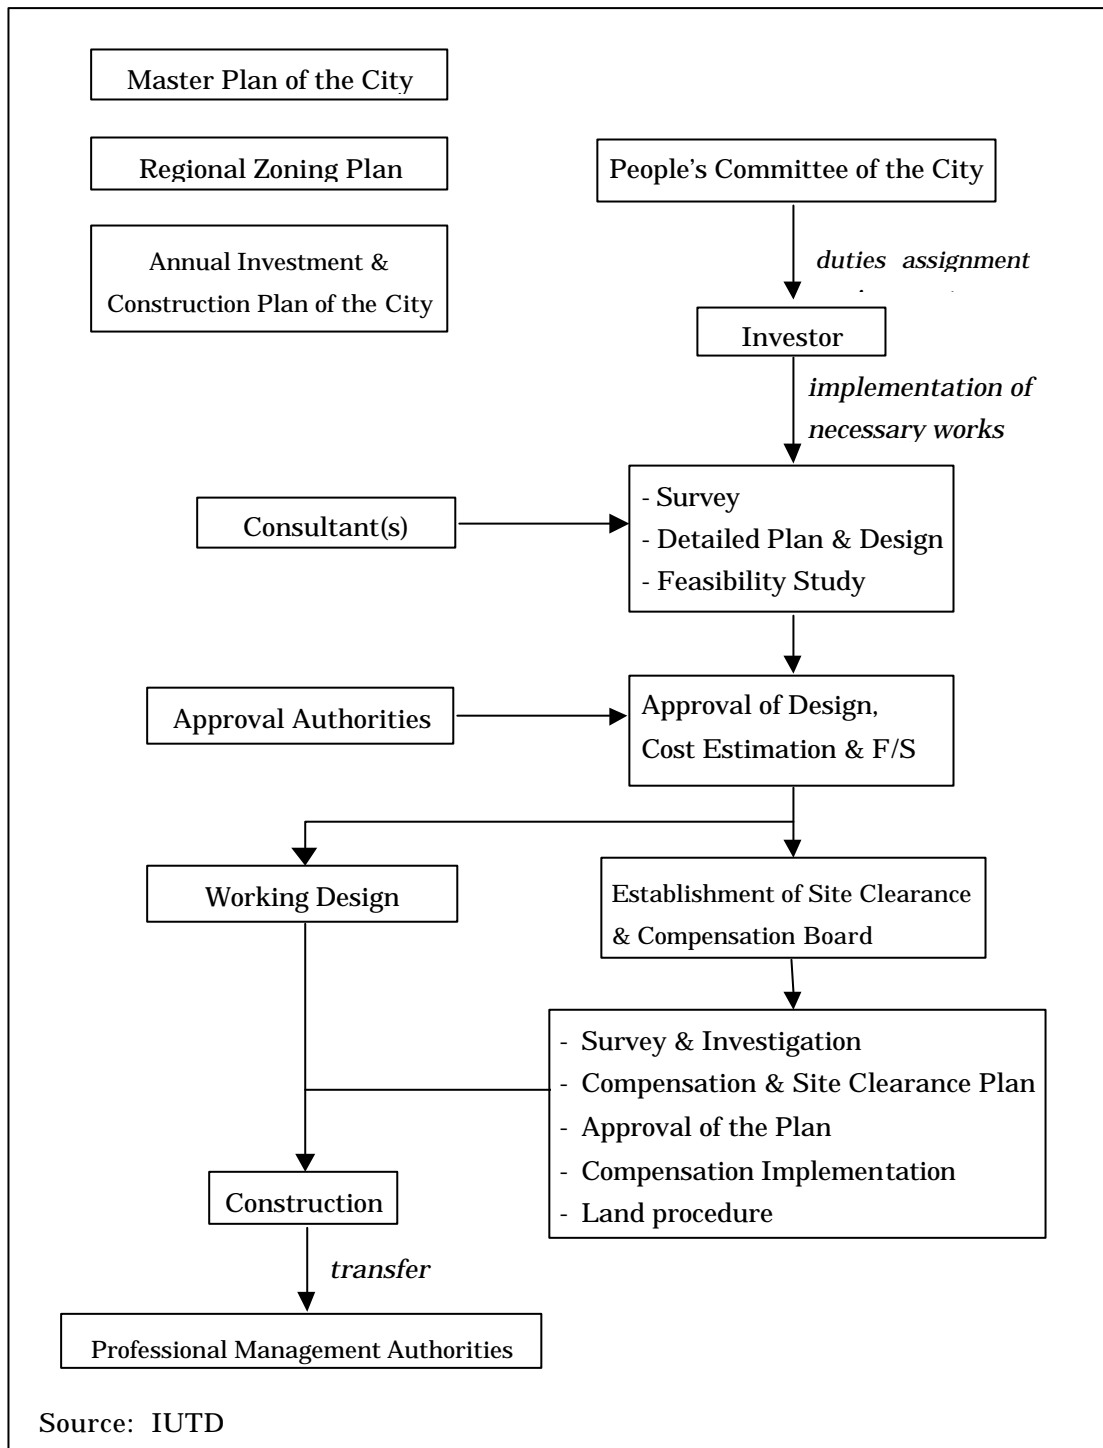 Master Plan of the City
Regional Zoning Plan
People's Committee of the City
Annual Investment &
Construction Plan of the City
duties assignment
Investor
implementation of
necessary works
Consultant(s)
- Survey
- Detailed Plan & Design
- Feasibility Study
Approval Authorities
Approval of Design,
Cost Estimation & F/S
Working Design
Establishment of Site Clearance
& Compensation Board
- Survey & Investigation
- Compensation & Site Clearance Plan
- Approval of the Plan
- Compensation Implementation
- Land procedure
Construction
transfer
Professional Management Authorities
Source: IUTD